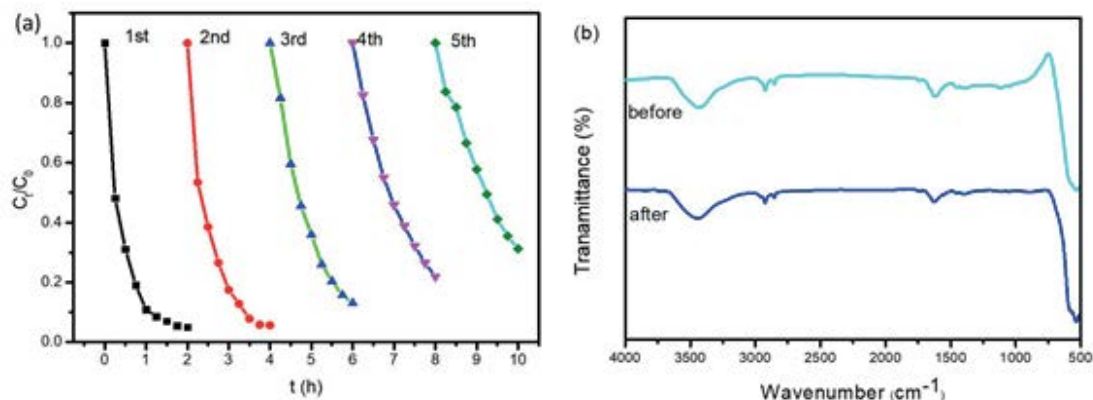 (a)
1st 2nd 3rd 4th 5th
C_t/C_0
1.0
0.8
0.6
0.4
0.2
0.0
0 1 2 3 4 5 6 7 8 9 10
t (h)
(b)
before
after
Tranamittance (%)
4000 3500 3000 2500 2000 1500 1000 500
Wavenumber (cm⁻¹)